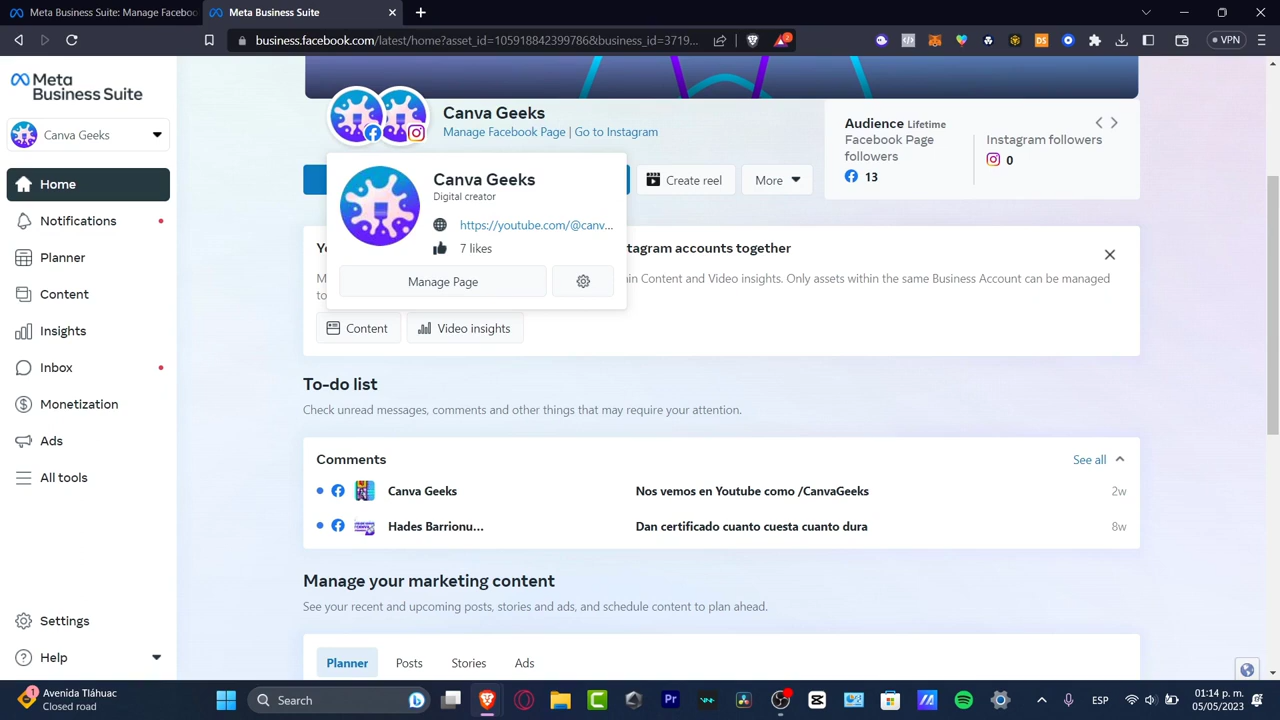 Meta Business Suite: Manage Facebo
Meta Business Suite
business.facebook.com/latest/home?asset_id=105918842399786&business_id=3719...
VPN
Meta
Business Suite
Canva Geeks
Home
Notifications
Planner
Content
Insights
Inbox
Monetization
Ads
All tools
Settings
Help
Canva Geeks
Manage Facebook Page | Go to Instagram
Create reel
More
Audience Lifetime
Facebook Page
followers
13
Instagram followers
0
Canva Geeks
Digital creator
https://youtube.com/@canv...
7 likes
Manage Page
accounts together
in Content and Video insights. Only assets within the same Business Account can be managed
Content
Video insights
To-do list
Check unread messages, comments and other things that may require your attention.
Comments
See all
Canva Geeks
Nos vemos en Youtube como /CanvaGeeks
2w
Hades Barrionu...
Dan certificado cuanto cuesta cuanto dura
8w
Manage your marketing content
See your recent and upcoming posts, stories and ads, and schedule content to plan ahead.
Planner
Posts
Stories
Ads
Avenida Tláhuac
Closed road
Search
ESP
01:14 p. m.
05/05/2023